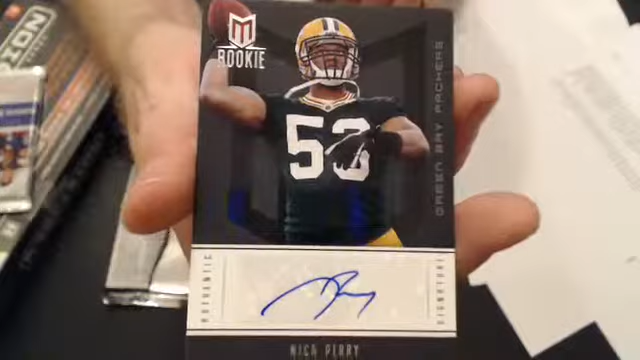 M
ROOKIE
GREEN BAY PACKERS
53
AUTHENTIC
SIGNATURE
NICK PERRY